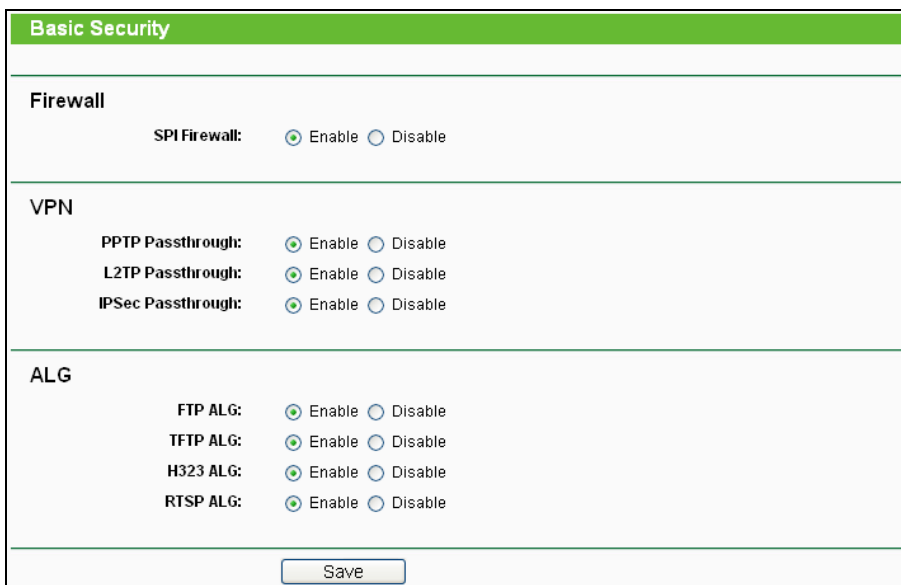 Basic Security
Firewall
SPI Firewall: Enable Disable
VPN
PPTP Passthrough: Enable Disable
L2TP Passthrough: Enable Disable
IPSec Passthrough: Enable Disable
ALG
FTP ALG: Enable Disable
TFTP ALG: Enable Disable
H323 ALG: Enable Disable
RTSP ALG: Enable Disable
Save